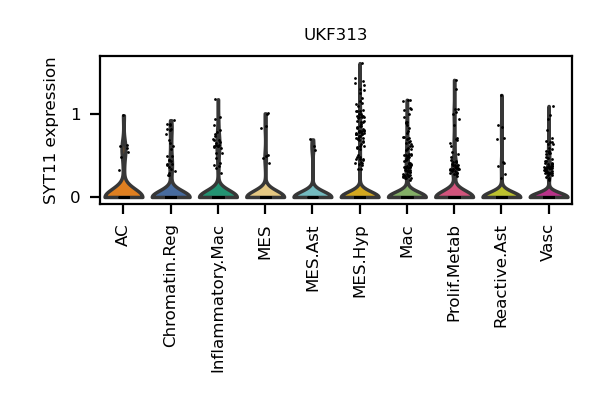 UKF313
SYT11 expression
1
0
AC
Chromatin.Reg
Inflammatory.Mac
MES
MES.Ast
MES.Hyp
Mac
Prolif.Metab
Reactive.Ast
Vasc